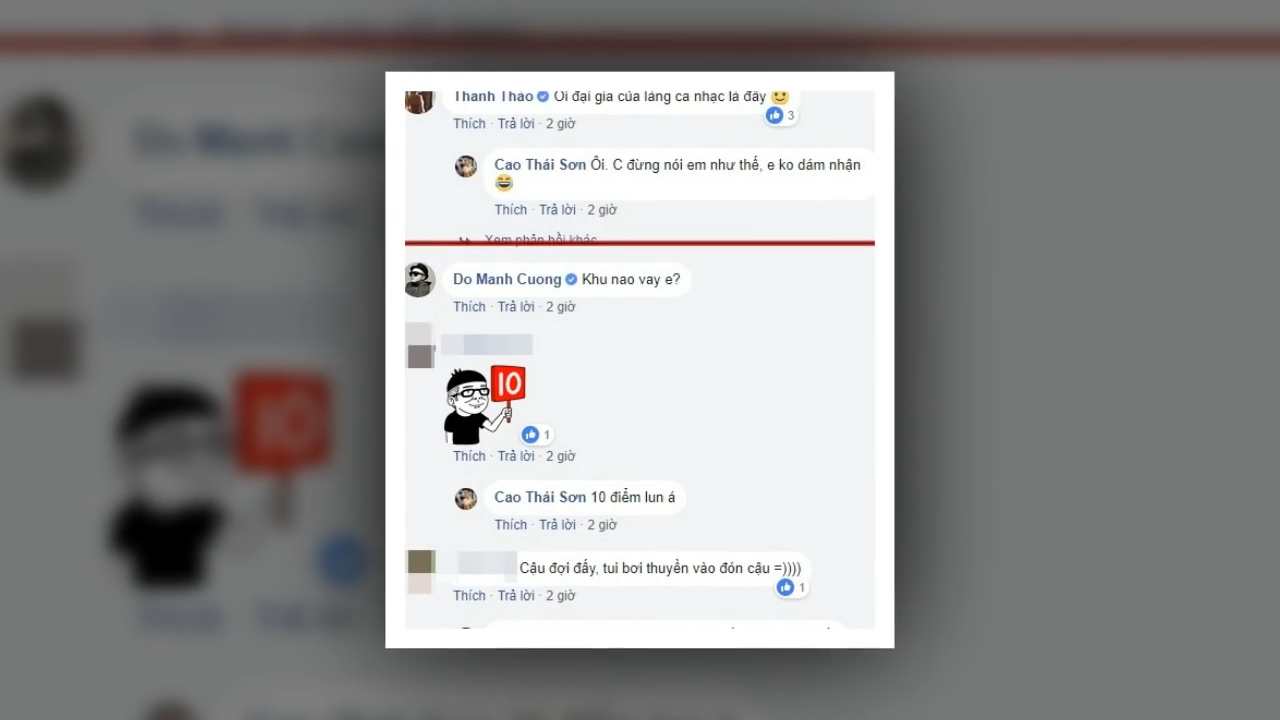 Thanh Thảo Ôi đại gia của làng ca nhạc là đây
3
Thích · Trả lời · 2 giờ
Cao Thái Sơn Ôi. C đừng nói em như thế, e ko dám nhận
Thích · Trả lời · 2 giờ
Xem phản hồi khác
Do Manh Cuong Khu nao vay e?
Thích · Trả lời · 2 giờ
10
1
Thích · Trả lời · 2 giờ
Cao Thái Sơn 10 điểm lun á
Thích · Trả lời · 2 giờ
Cậu đợi đấy, tui bơi thuyền vào đón cậu =))))
1
Thích · Trả lời · 2 giờ